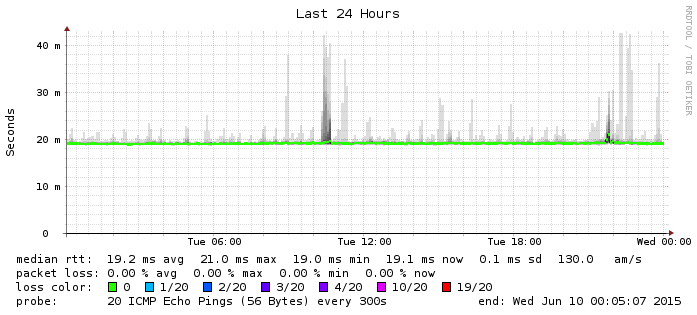 Last 24 Hours
RRDTOOL / TOBI OETIKER
Seconds
40 m
30 m
20 m
10 m
0
Tue 06:00 Tue 12:00 Tue 18:00 Wed 00:00
median rtt: 19.2 ms avg 21.0 ms max 19.0 ms min 19.1 ms now 0.1 ms sd 130.0 am/s
packet loss: 0.00 % avg 0.00 % max 0.00 % min 0.00 % now
loss color: 0 1/20 2/20 3/20 4/20 10/20 19/20
probe: 20 ICMP Echo Pings (56 Bytes) every 300s end: Wed Jun 10 00:05:07 2015